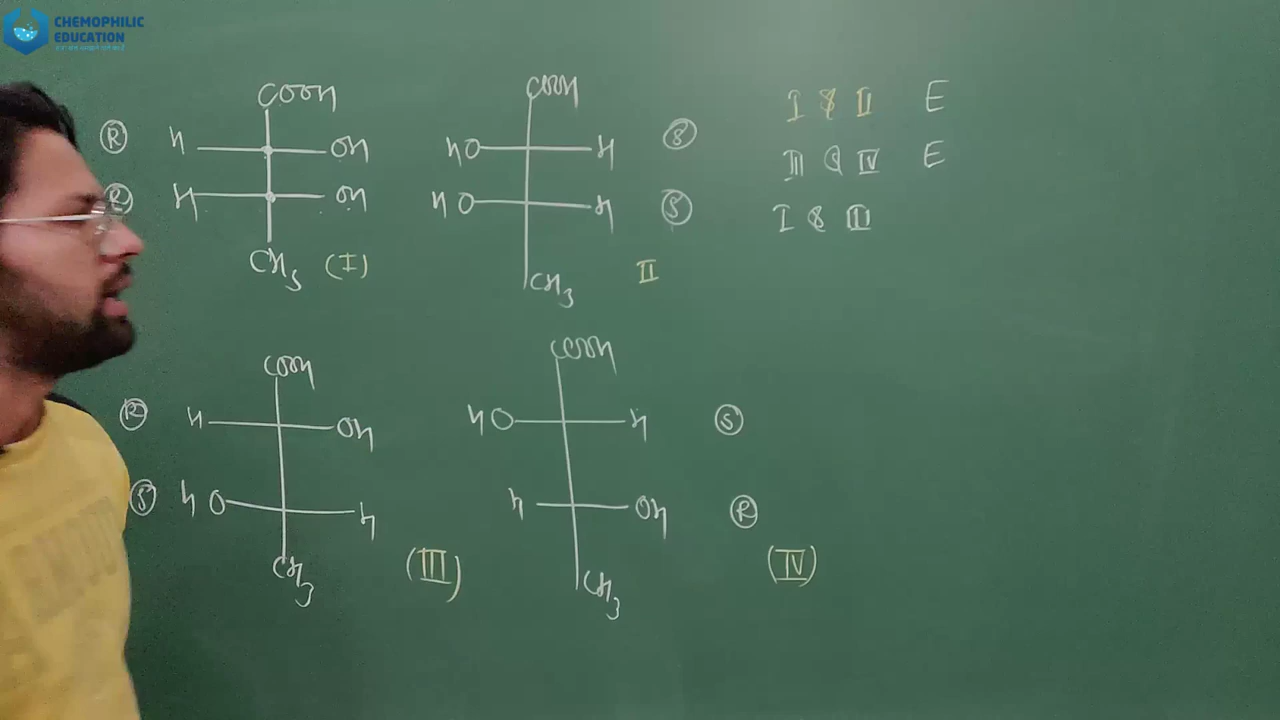 CHEMOPHILIC
EDUCATION
COOH
R H OH
R H OH
CH3 (I)
COOH
HO H S
HO H S
CH3 II
I & II E
III & IV E
I & III
COOH
R H OH
S HO H
CH3 (III)
COOH
HO H S
H OH R
CH3 (IV)